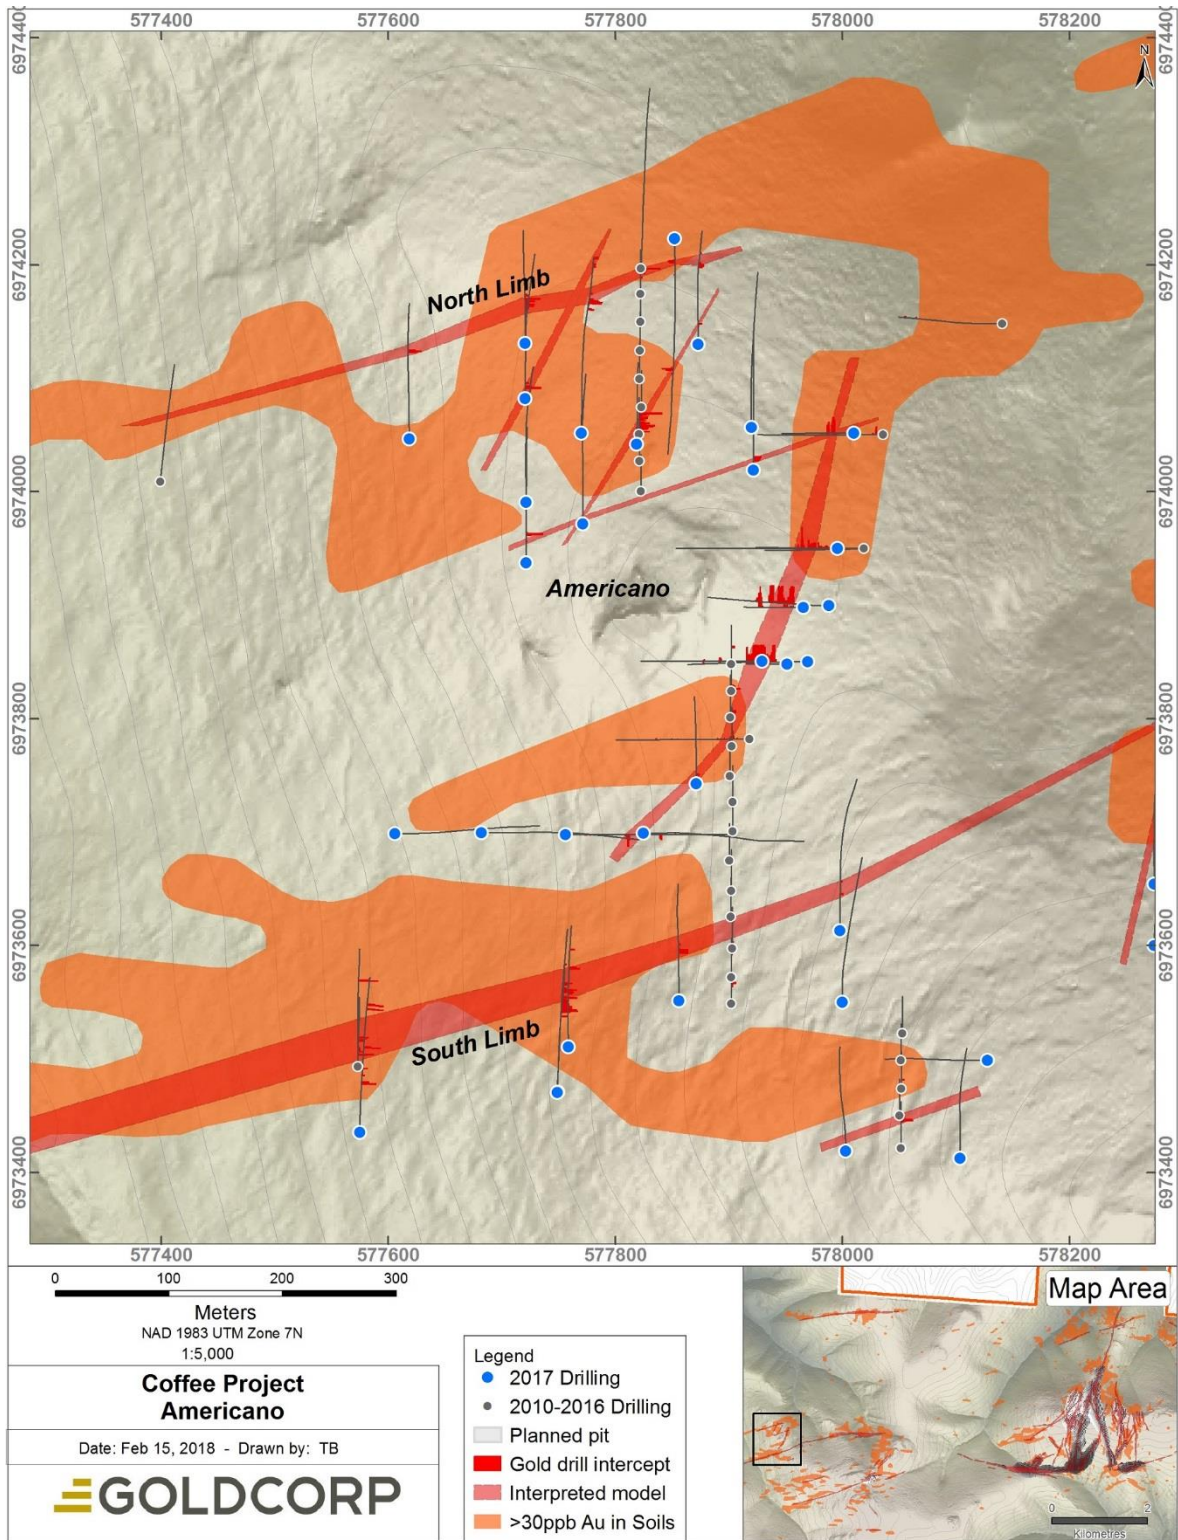 577400 577600 577800 578000 578200
6974400
6974400
N
6974200
6974200
North Limb
6974000
6974000
Americano
6973800
6973800
6973600
6973600
South Limb
6973400
6973400
577400 577600 577800 578000 578200
0 100 200 300
Meters
NAD 1983 UTM Zone 7N
1:5,000
Coffee Project
Americano
Date: Feb 15, 2018 - Drawn by: TB
GOLDCORP
Legend
2017 Drilling
2010-2016 Drilling
Planned pit
Gold drill intercept
Interpreted model
>30ppb Au in Soils
Map Area
0 2
Kilometres